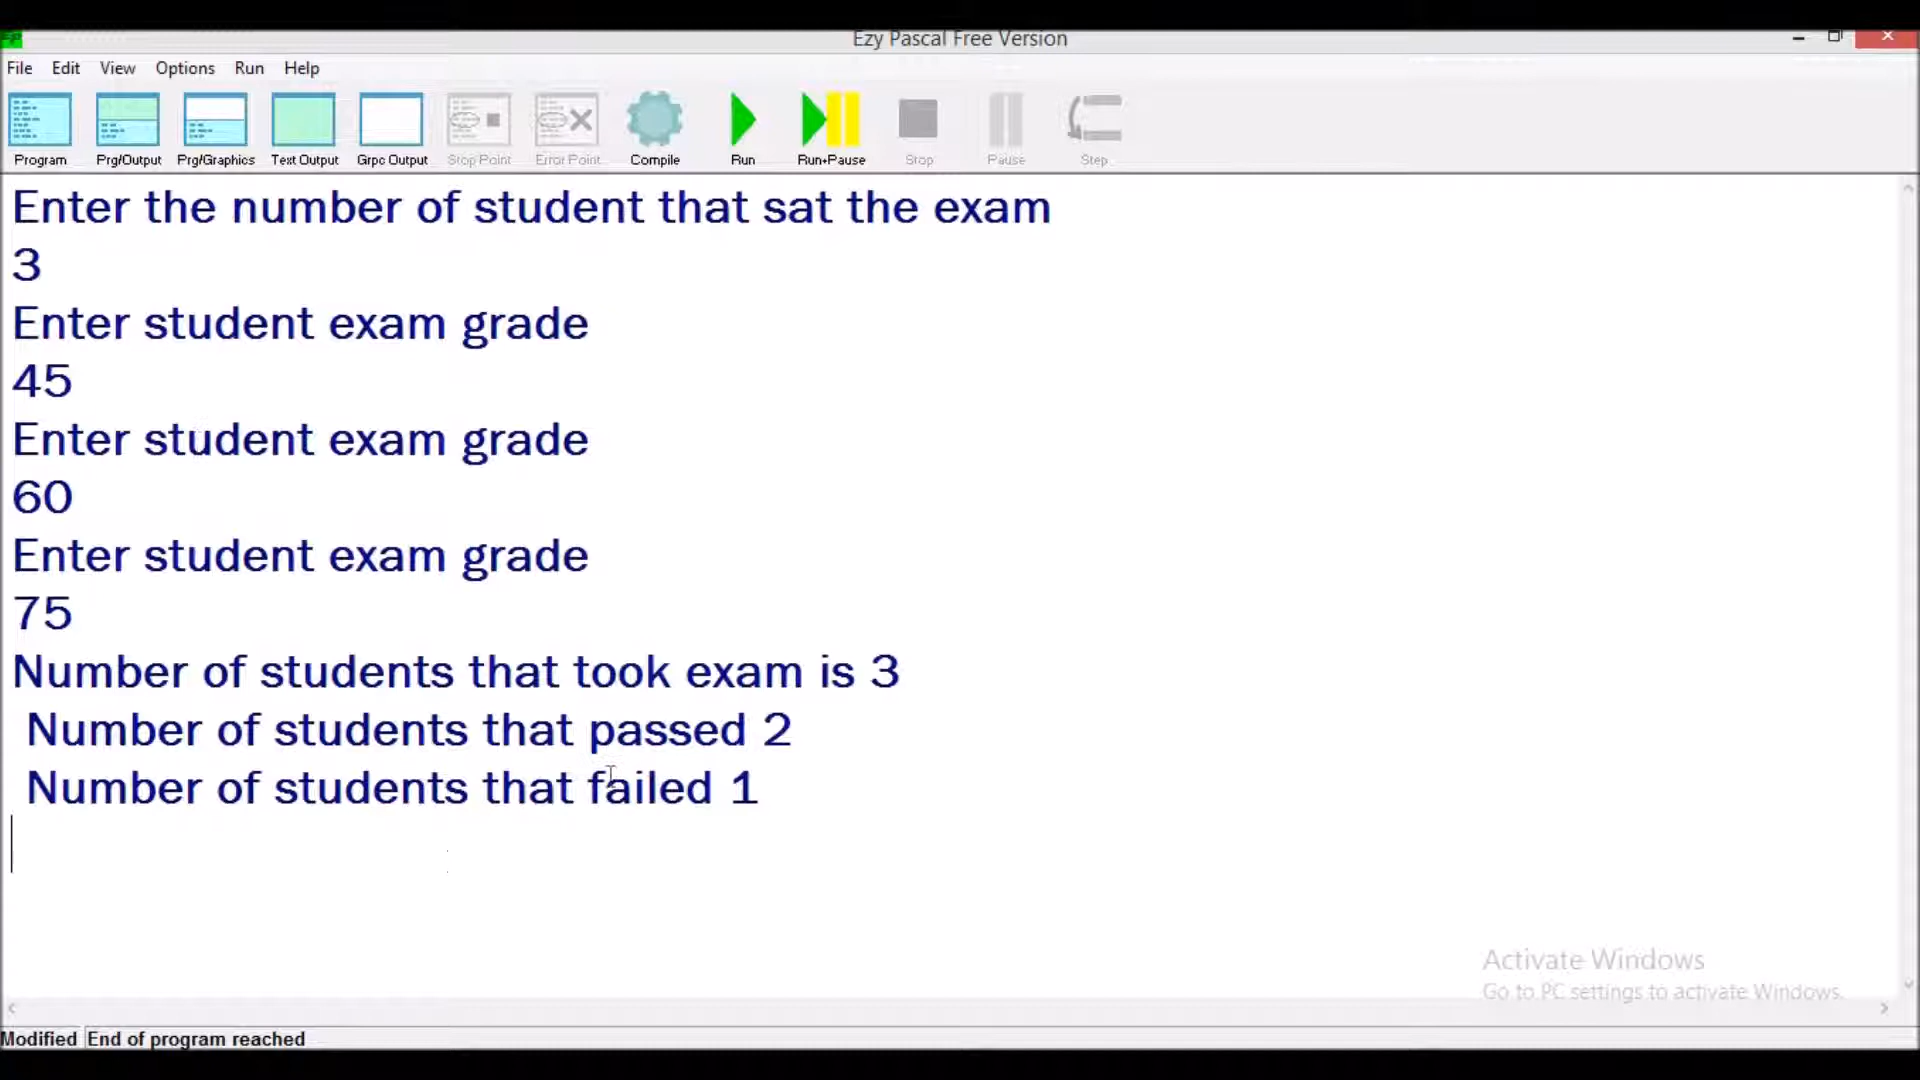 Ezy Pascal Free Version
File Edit View Options Run Help
Program Prg/Output Prg/Graphics Text Output Grpc Output Stop Point Error Point Compile Run Run+Pause Stop Pause Step
Enter the number of student that sat the exam
3
Enter student exam grade
45
Enter student exam grade
60
Enter student exam grade
75
Number of students that took exam is 3
Number of students that passed 2
Number of students that failed 1
Activate Windows
Go to PC settings to activate Windows.
Modified End of program reached